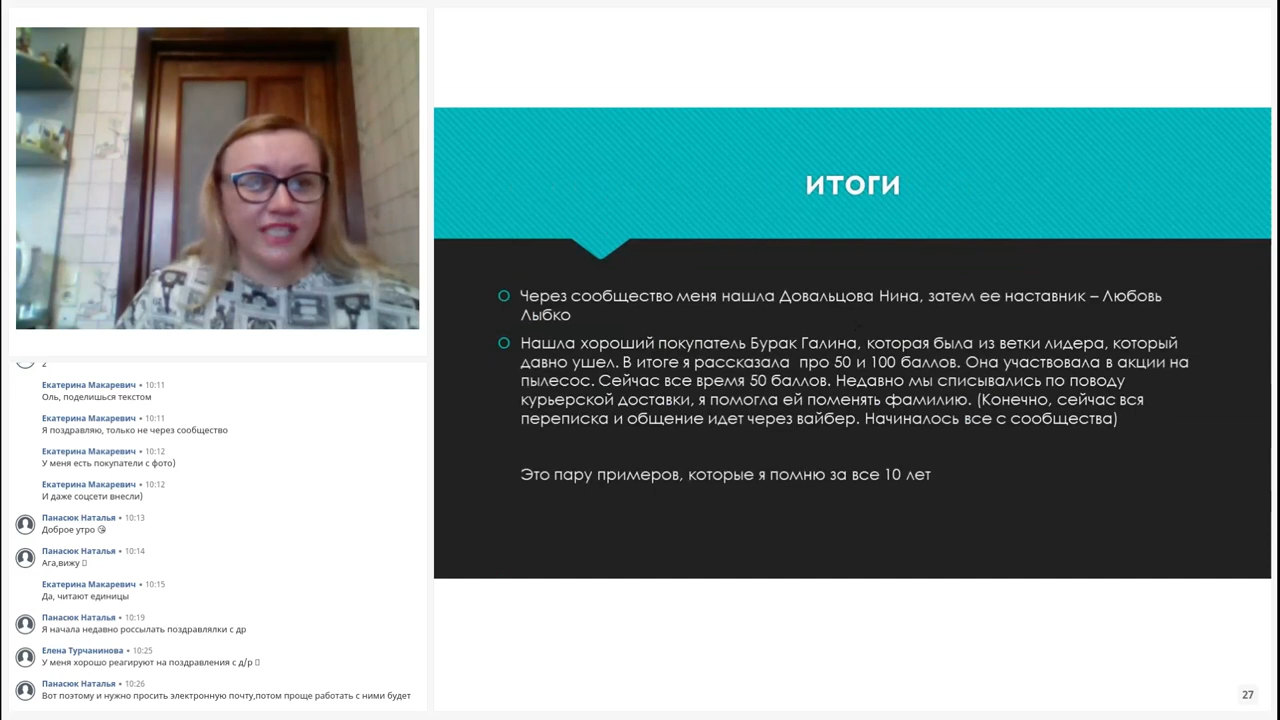 итоги
Через сообщество меня нашла Довальцова Нина, затем ее наставник – Любовь
Лыбко
Нашла хороший покупатель Бурак Галина, которая была из ветки лидера, который
давно ушел. В итоге я рассказала про 50 и 100 баллов. Она участвовала в акции на
пылесос. Сейчас все время 50 баллов. Недавно мы списывались по поводу
курьерской доставки, я помогла ей поменять фамилию. (Конечно, сейчас вся
переписка и общение идет через вайбер. Начиналось все с сообщества)
Это пару примеров, которые я помню за все 10 лет
27
2
Екатерина Макаревич • 10:11
Оль, поделишься текстом
Екатерина Макаревич • 10:11
Я поздравляю, только не через сообщество
Екатерина Макаревич • 10:12
У меня есть покупатели с фото)
Екатерина Макаревич • 10:12
И даже соцсети внесли)
Панасюк Наталья • 10:13
Доброе утро 😘
Панасюк Наталья • 10:14
Ага,вижу
Екатерина Макаревич • 10:15
Да, читают единицы
Панасюк Наталья • 10:19
Я начала недавно россылать поздравлялки с др
Елена Турчанинова • 10:25
У меня хорошо реагируют на поздравления с д/р
Панасюк Наталья • 10:26
Вот поэтому и нужно просить электронную почту,потом проще работать с ними будет